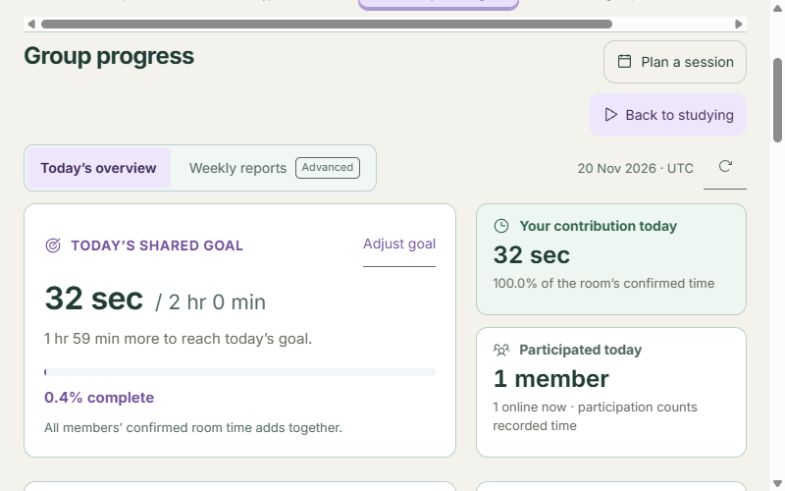 Group progress
Plan a session
Back to studying
Today's overview
Weekly reports
Advanced
20 Nov 2026 · UTC
TODAY'S SHARED GOAL
Adjust goal
32 sec / 2 hr 0 min
1 hr 59 min more to reach today's goal.
0.4% complete
All members' confirmed room time adds together.
Your contribution today
32 sec
100.0% of the room's confirmed time
Participated today
1 member
1 online now · participation counts
recorded time